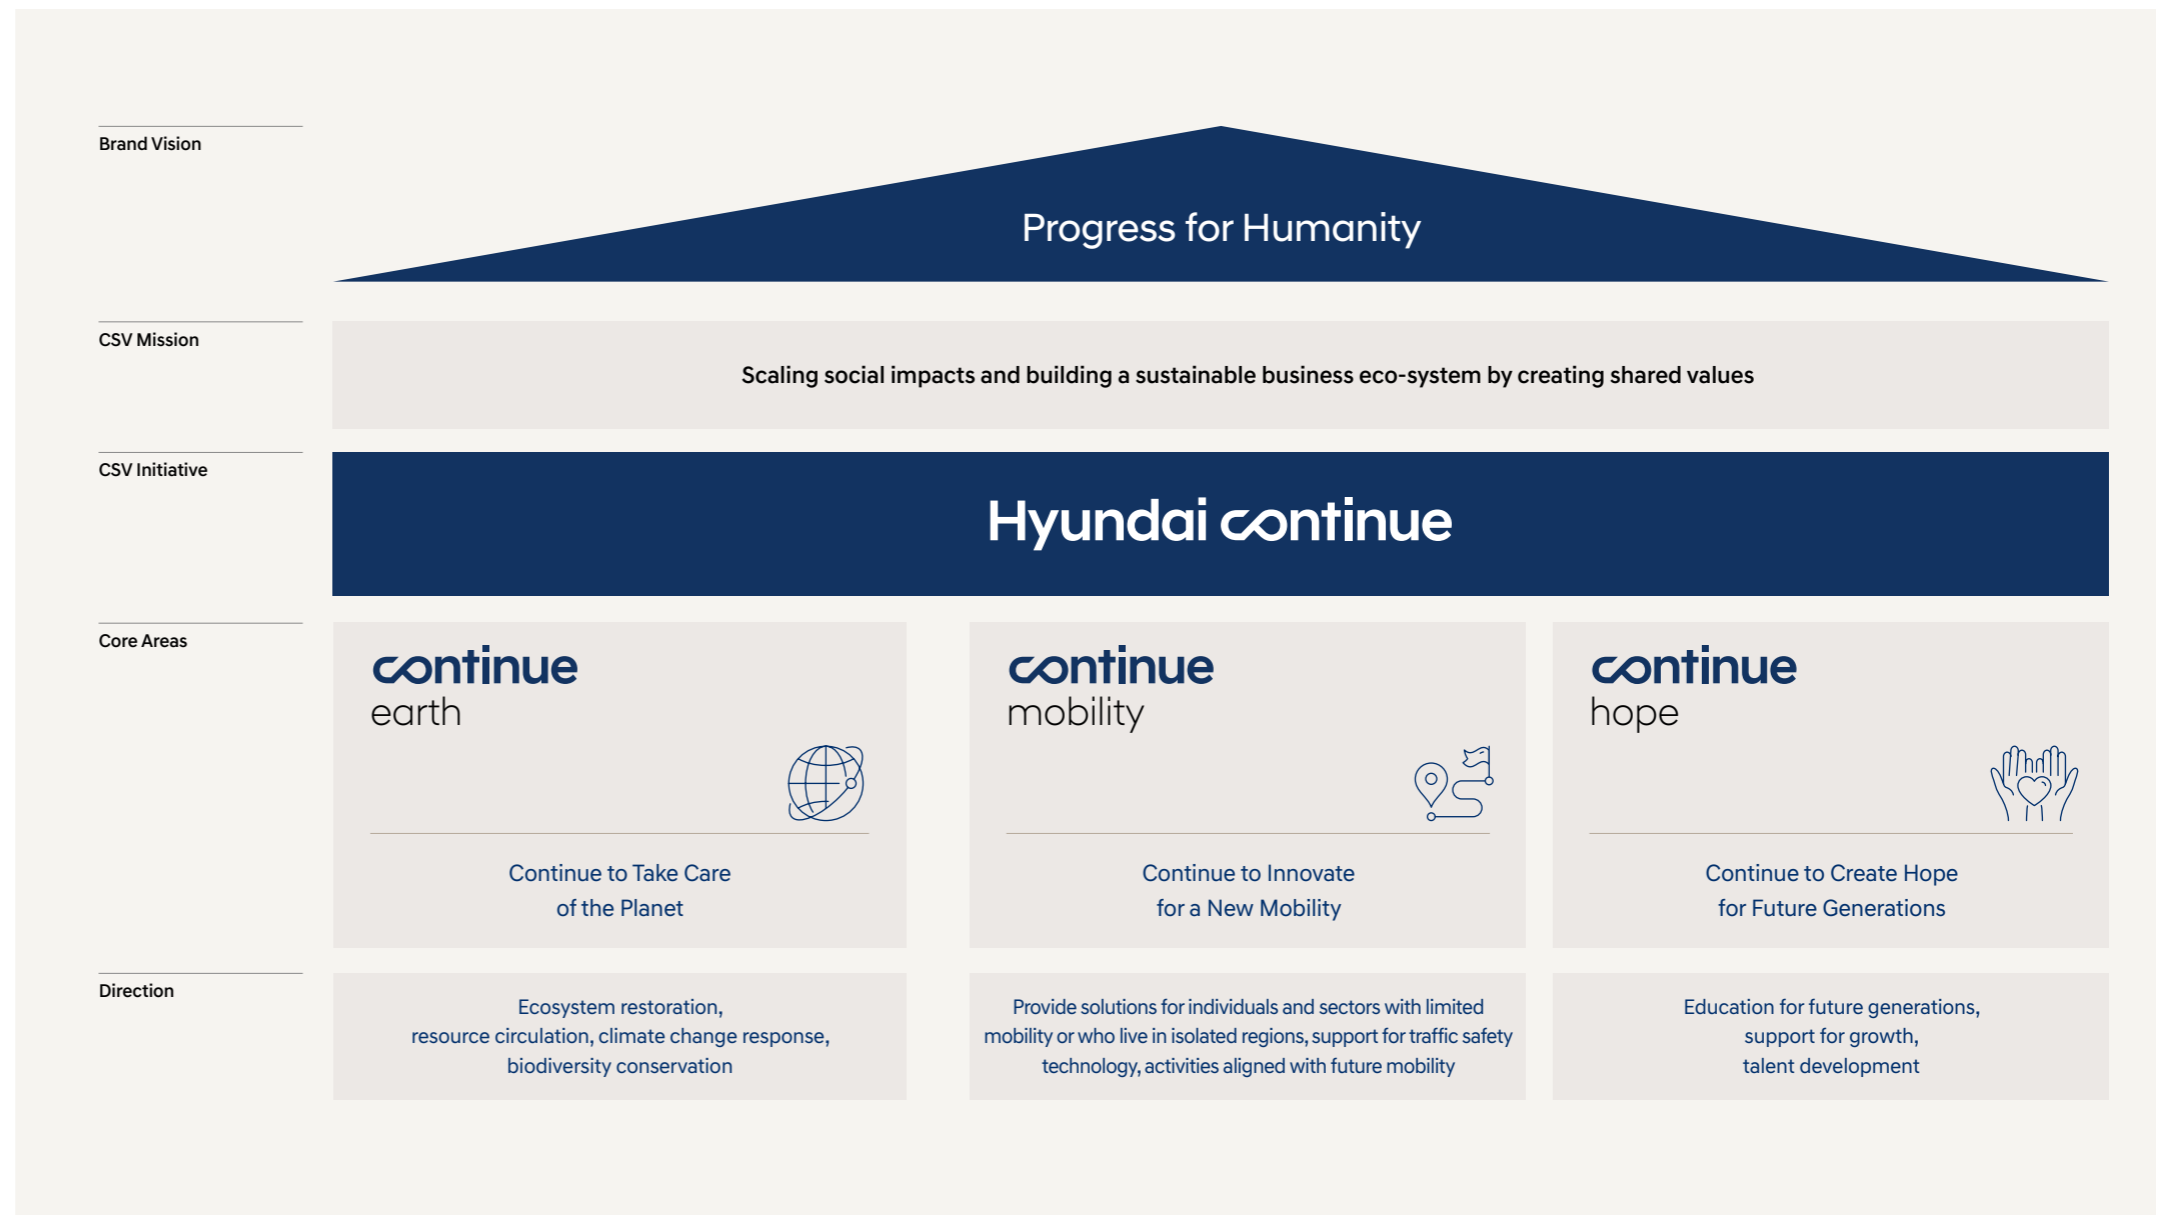 Brand Vision
Progress for Humanity
CSV Mission
Scaling social impacts and building a sustainable business eco-system by creating shared values
CSV Initiative
Hyundai continue
Core Areas
continue
earth
Continue to Take Care
of the Planet
continue
mobility
Continue to Innovate
for a New Mobility
continue
hope
Continue to Create Hope
for Future Generations
Direction
Ecosystem restoration,
resource circulation, climate change response,
biodiversity conservation
Provide solutions for individuals and sectors with limited
mobility or who live in isolated regions, support for traffic safety
technology, activities aligned with future mobility
Education for future generations,
support for growth,
talent development